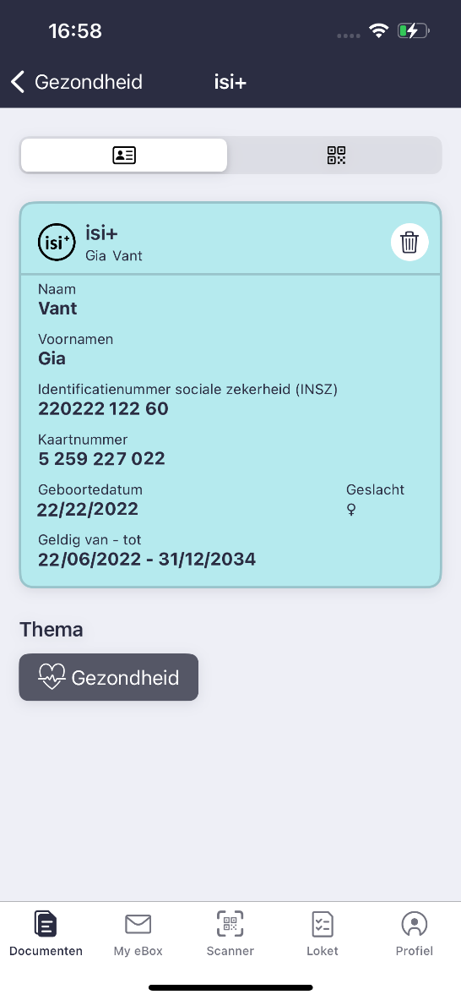 16:58
Gezondheid
isi+
isi+
isi+
Gia Vant
Naam
Vant
Voornamen
Gia
Identificatienummer sociale zekerheid (INSZ)
220222 122 60
Kaartnummer
5 259 227 022
Geboortedatum Geslacht
22/22/2022 ♀
Geldig van - tot
22/06/2022 - 31/12/2034
Thema
Gezondheid
Documenten My eBox Scanner Loket Profiel